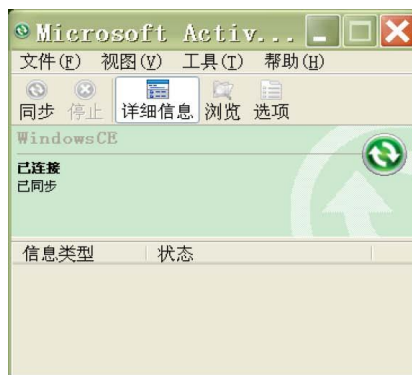 Microsoft Activ...
文件(F) 视图(V) 工具(T) 帮助(H)
同步 停止 详细信息 浏览 选项
WindowsCE
已连接
已同步
信息类型 状态